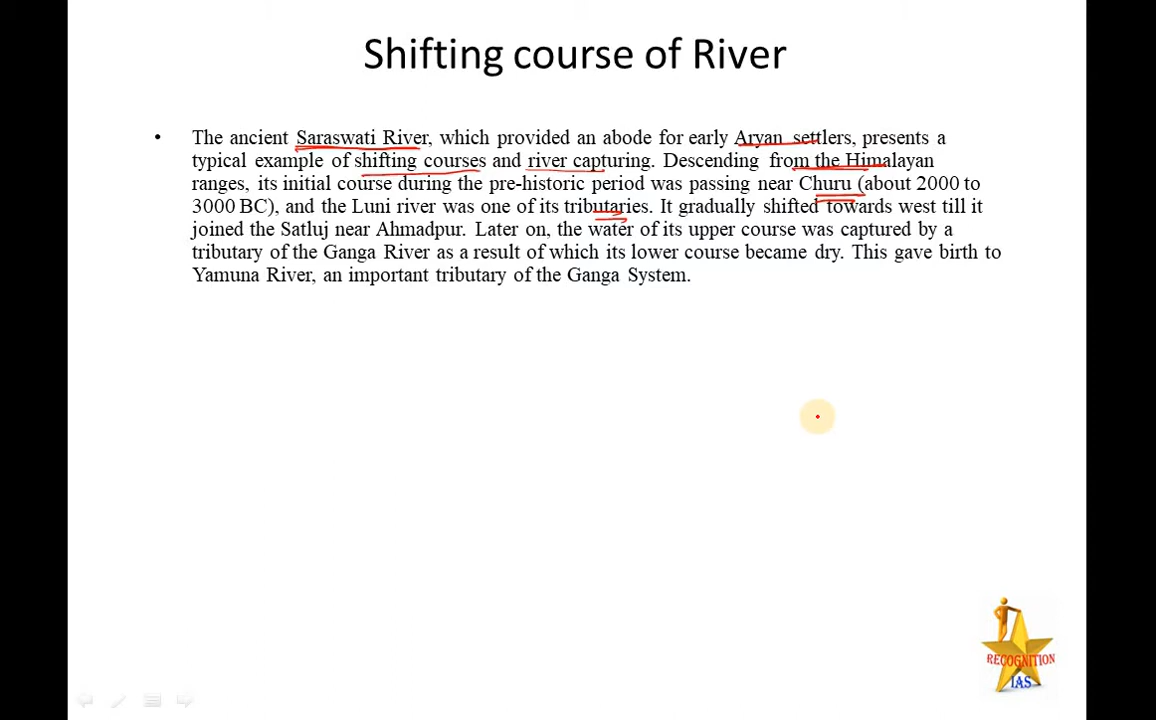 Shifting course of River
• The ancient Saraswati River, which provided an abode for early Aryan settlers, presents a
typical example of shifting courses and river capturing. Descending from the Himalayan
ranges, its initial course during the pre-historic period was passing near Churu (about 2000 to
3000 BC), and the Luni river was one of its tributaries. It gradually shifted towards west till it
joined the Satluj near Ahmadpur. Later on, the water of its upper course was captured by a
tributary of the Ganga River as a result of which its lower course became dry. This gave birth to
Yamuna River, an important tributary of the Ganga System.
RECOGNITION
IAS